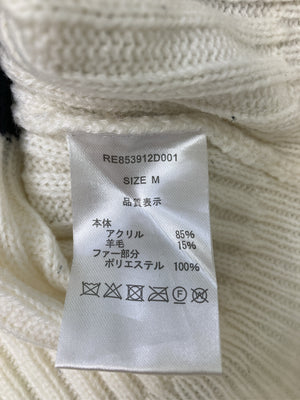 RE853912D001
SIZE M
品質表示
本体
アクリル 85%
羊毛 15%
ファー部分
ポリエステル 100%